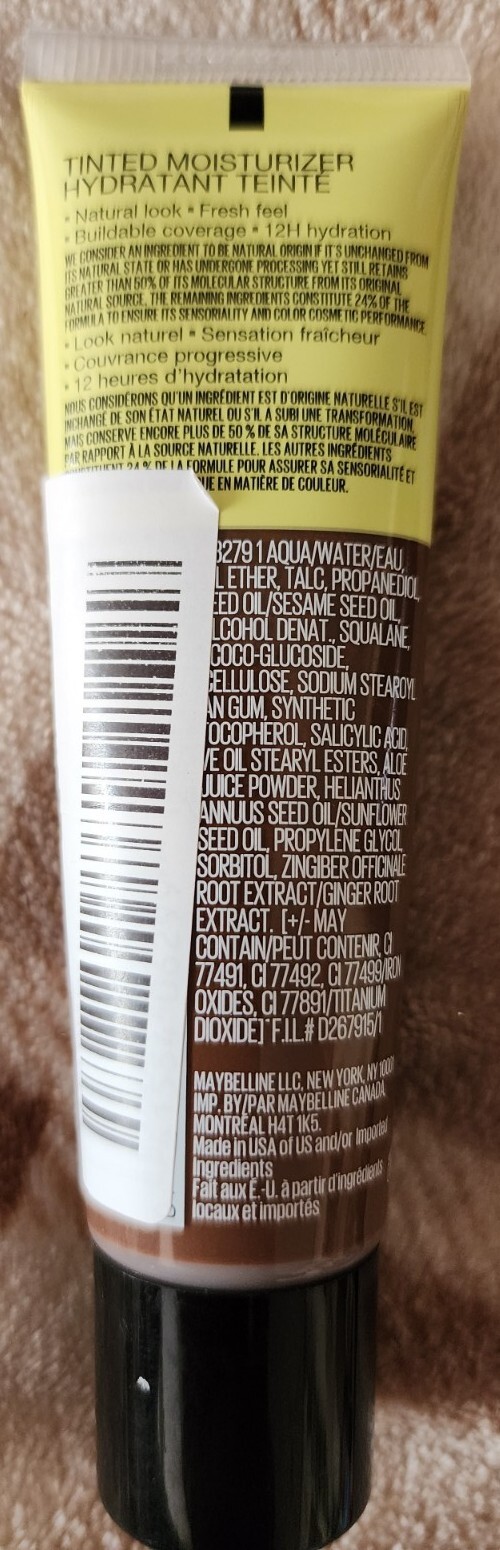 TINTED MOISTURIZER
HYDRATANT TEINTÉ
• Natural look • Fresh feel
• Buildable coverage • 12H hydration
WE CONSIDER AN INGREDIENT TO BE NATURAL ORIGIN IF IT'S UNCHANGED FROM
ITS NATURAL STATE OR HAS UNDERGONE PROCESSING YET STILL RETAINS
GREATER THAN 50% OF ITS MOLECULAR STRUCTURE FROM ITS ORIGINAL
NATURAL SOURCE. THE REMAINING INGREDIENTS CONSTITUTE 24% OF THE
FORMULA TO ENSURE ITS SENSORIALITY AND COLOR COSMETIC PERFORMANCE.
• Look naturel • Sensation fraîcheur
• Couvrance progressive
• 12 heures d'hydratation
NOUS CONSIDÉRONS QU'UN INGRÉDIENT EST D'ORIGINE NATURELLE S'IL EST
INCHANGÉ DE SON ÉTAT NATUREL OU S'IL A SUBI UNE TRANSFORMATION,
MAIS CONSERVE ENCORE PLUS DE 50 % DE SA STRUCTURE MOLÉCULAIRE
PAR RAPPORT À LA SOURCE NATURELLE. LES AUTRES INGRÉDIENTS
CONSTITUENT 24 % DE LA FORMULE POUR ASSURER SA SENSORIALITÉ ET
UE EN MATIÈRE DE COULEUR.
82791 AQUA/WATER/EAU,
L ETHER, TALC, PROPANEDIOL,
EED OIL/SESAME SEED OIL,
LCOHOL DENAT., SQUALANE,
COCO-GLUCOSIDE,
CELLULOSE, SODIUM STEAROYL
AN GUM, SYNTHETIC
OCOPHEROL, SALICYLIC ACID,
VE OIL STEARYL ESTERS, ALOE
JUICE POWDER, HELIANTHUS
ANNUUS SEED OIL/SUNFLOWER
SEED OIL, PROPYLENE GLYCOL,
SORBITOL, ZINGIBER OFFICINALE
ROOT EXTRACT/GINGER ROOT
EXTRACT. [+/- MAY
CONTAIN/PEUT CONTENIR, CI
77491, CI 77492, CI 77499/IRON
OXIDES, CI 77891/TITANIUM
DIOXIDE] F.I.L.# D267915/1
MAYBELLINE LLC, NEW YORK, NY 10001
IMP. BY/PAR MAYBELLINE CANADA,
MONTRÉAL H4T 1K5.
Made in USA of US and/or Imported
Ingredients
Fait aux É.-U. à partir d'ingrédients
locaux et importés